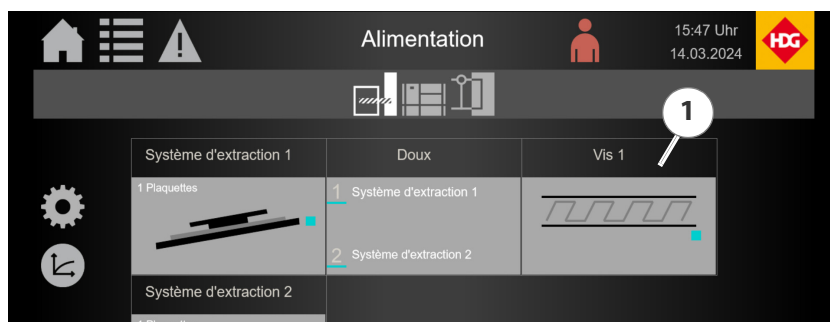 Alimentation
15:47 Uhr
14.03.2024
HDG
1
Système d'extraction 1
Doux
Vis 1
1 Plaquettes
1 Système d'extraction 1
2 Système d'extraction 2
Système d'extraction 2